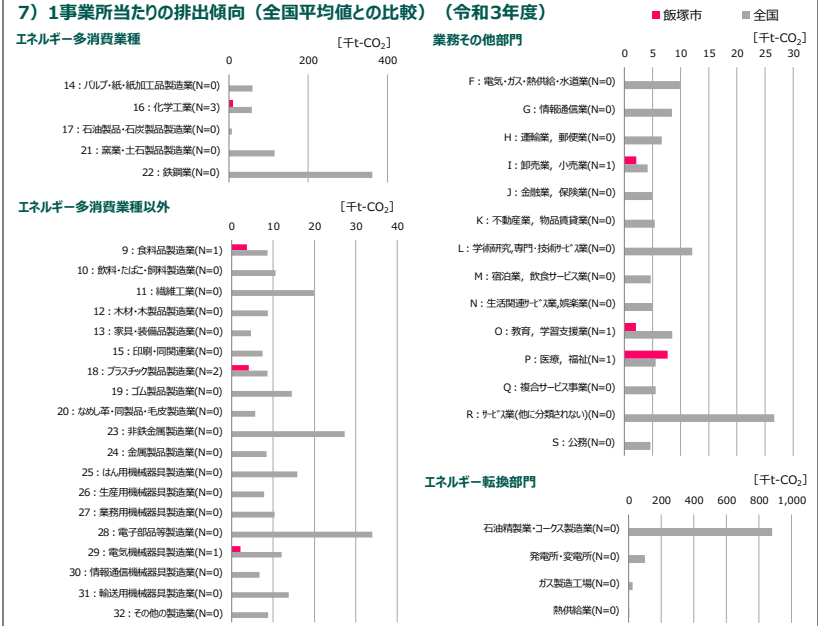 7）1事業所当たりの排出傾向（全国平均値との比較）（令和3年度）
■飯塚市 ■全国
エネルギー多消費業種
[千t-CO₂]
0 200 400
14：パルプ・紙・紙加工品製造業(N=0)
16：化学工業(N=3)
17：石油製品・石炭製品製造業(N=0)
21：窯業・土石製品製造業(N=0)
22：鉄鋼業(N=0)
エネルギー多消費業種以外
[千t-CO₂]
0 10 20 30 40
9：食料品製造業(N=1)
10：飲料・たばこ・飼料製造業(N=0)
11：繊維工業(N=0)
12：木材・木製品製造業(N=0)
13：家具・装備品製造業(N=0)
15：印刷・同関連業(N=0)
18：プラスチック製品製造業(N=2)
19：ゴム製品製造業(N=0)
20：なめし革・同製品・毛皮製造業(N=0)
23：非鉄金属製造業(N=0)
24：金属製品製造業(N=0)
25：はん用機械器具製造業(N=0)
26：生産用機械器具製造業(N=0)
27：業務用機械器具製造業(N=0)
28：電子部品等製造業(N=0)
29：電気機械器具製造業(N=1)
30：情報通信機械器具製造業(N=0)
31：輸送用機械器具製造業(N=0)
32：その他の製造業(N=0)
業務その他部門
[千t-CO₂]
0 5 10 15 20 25 30
F：電気・ガス・熱供給・水道業(N=0)
G：情報通信業(N=0)
H：運輸業，郵便業(N=0)
I：卸売業，小売業(N=1)
J：金融業，保険業(N=0)
K：不動産業，物品賃貸業(N=0)
L：学術研究,専門・技術サービス業(N=0)
M：宿泊業，飲食サービス業(N=0)
N：生活関連サービス業,娯楽業(N=0)
O：教育，学習支援業(N=1)
P：医療，福祉(N=1)
Q：複合サービス事業(N=0)
R：サービス業(他に分類されない)(N=0)
S：公務(N=0)
エネルギー転換部門
[千t-CO₂]
0 200 400 600 800 1,000
石油精製業・コークス製造業(N=0)
発電所・変電所(N=0)
ガス製造工場(N=0)
熱供給業(N=0)